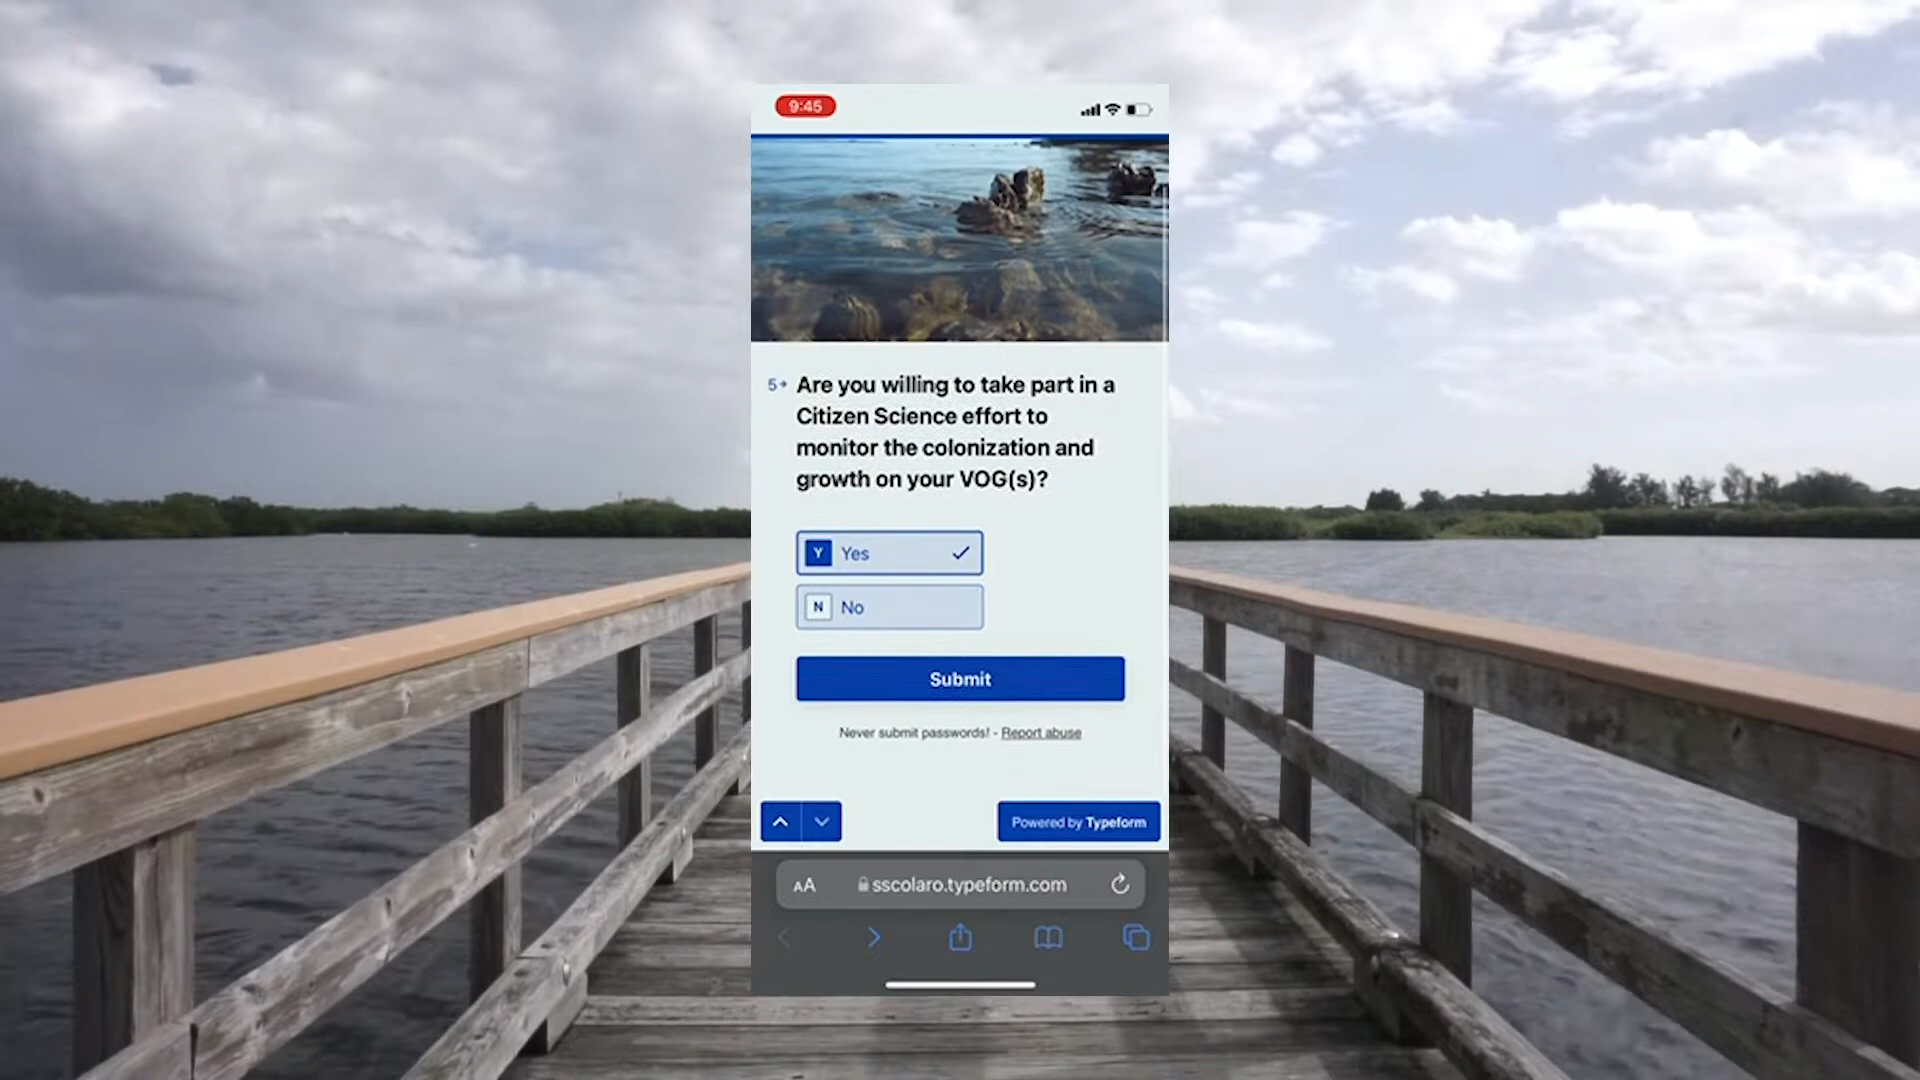 9:45
5 Are you willing to take part in a
Citizen Science effort to
monitor the colonization and
growth on your VOG(s)?
Y Yes
N No
Submit
Never submit passwords! - Report abuse
Powered by Typeform
AA sscolaro.typeform.com